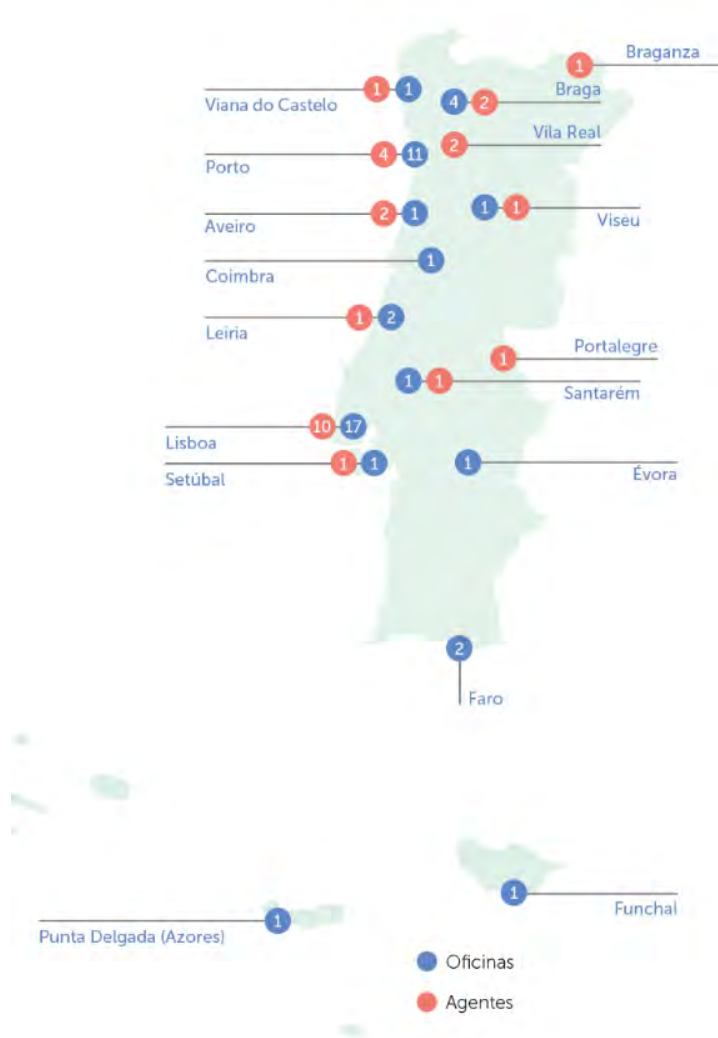 Braganza
1
Viana do Castelo
1 1
Braga
4 2
Vila Real
2
Porto
4 11
Aveiro
2 1
Viseu
1 1
Coimbra
1
Leiria
1 2
Portalegre
1
Santarém
1 1
Lisboa
10 17
Setúbal
1 1
Évora
1
2
Faro
1
Funchal
1
Punta Delgada (Azores)
Oficinas
Agentes